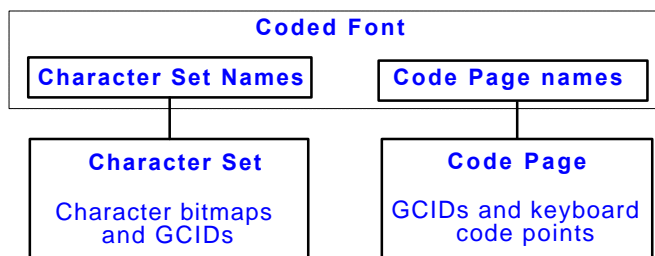 Coded Font
Character Set Names
Code Page names
Character Set
Character bitmaps
and GCIDs
Code Page
GCIDs and keyboard
code points